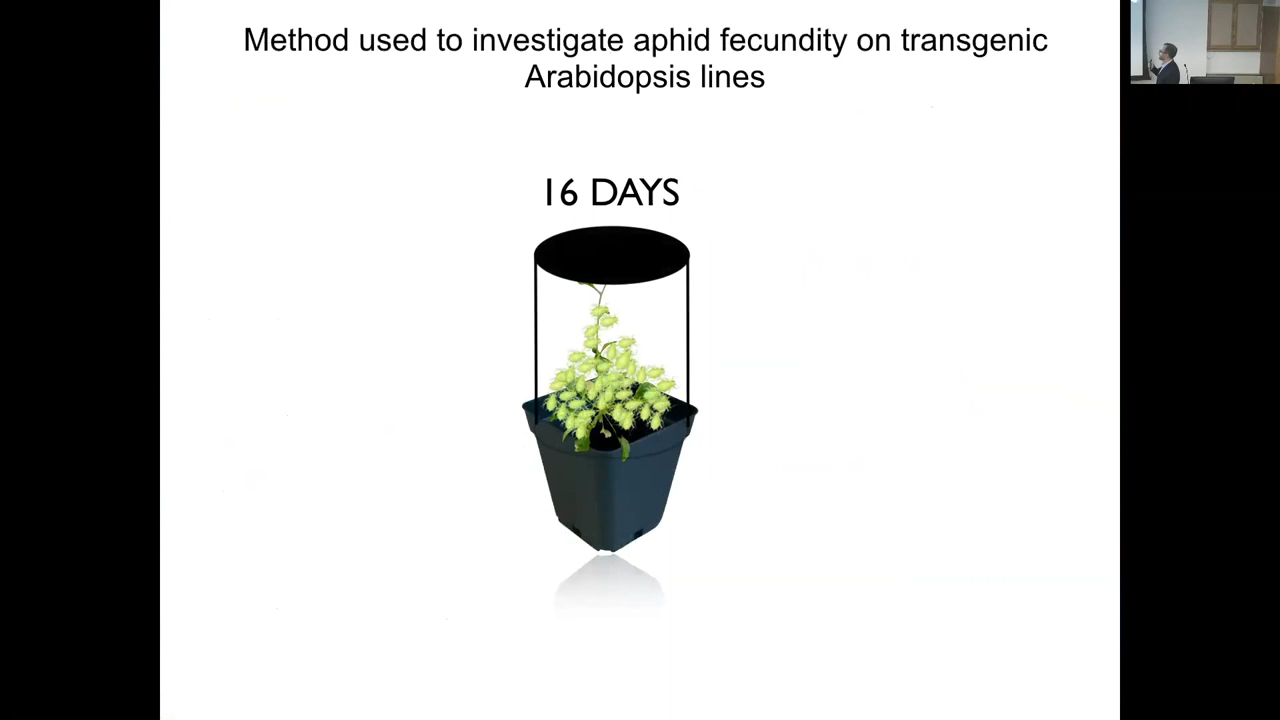 Method used to investigate aphid fecundity on transgenic
Arabidopsis lines
16 DAYS